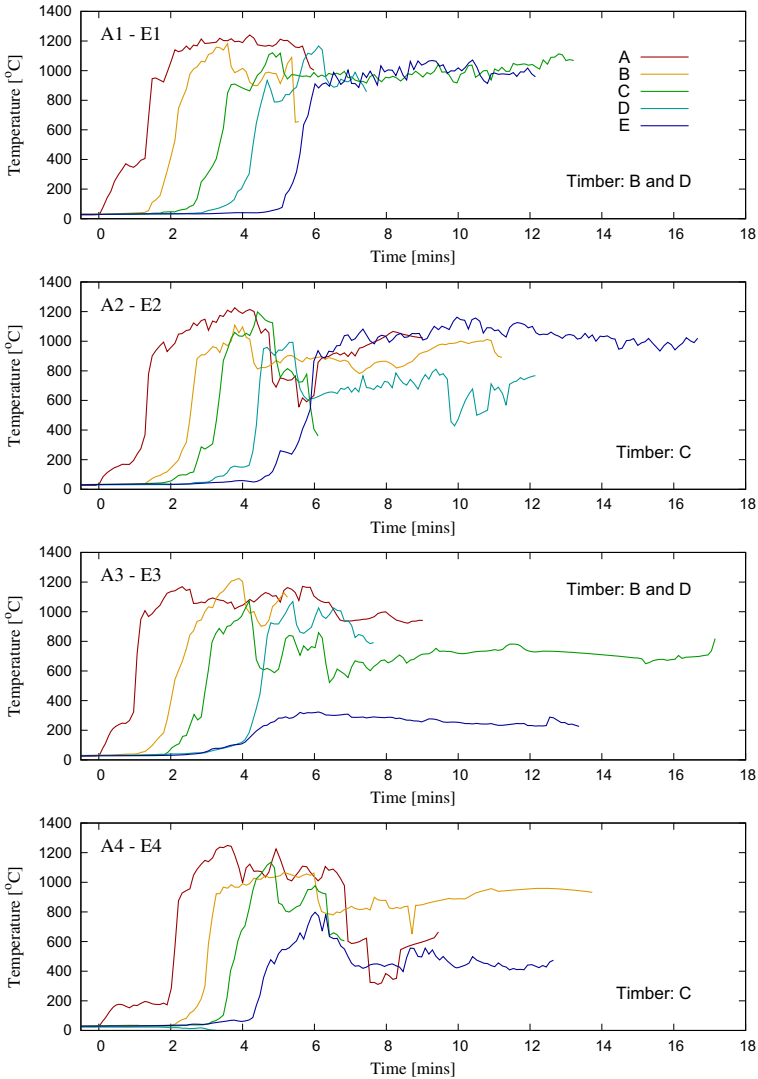 1400
1200
1000
800
600
400
200
0
Temperature [°C]
A1 - E1
A
B
C
D
E
Timber: B and D
0 2 4 6 8 10 12 14 16 18
Time [mins]
1400
1200
1000
800
600
400
200
0
Temperature [°C]
A2 - E2
Timber: C
0 2 4 6 8 10 12 14 16 18
Time [mins]
1400
1200
1000
800
600
400
200
0
Temperature [°C]
A3 - E3
Timber: B and D
0 2 4 6 8 10 12 14 16 18
Time [mins]
1400
1200
1000
800
600
400
200
0
Temperature [°C]
A4 - E4
Timber: C
0 2 4 6 8 10 12 14 16 18
Time [mins]